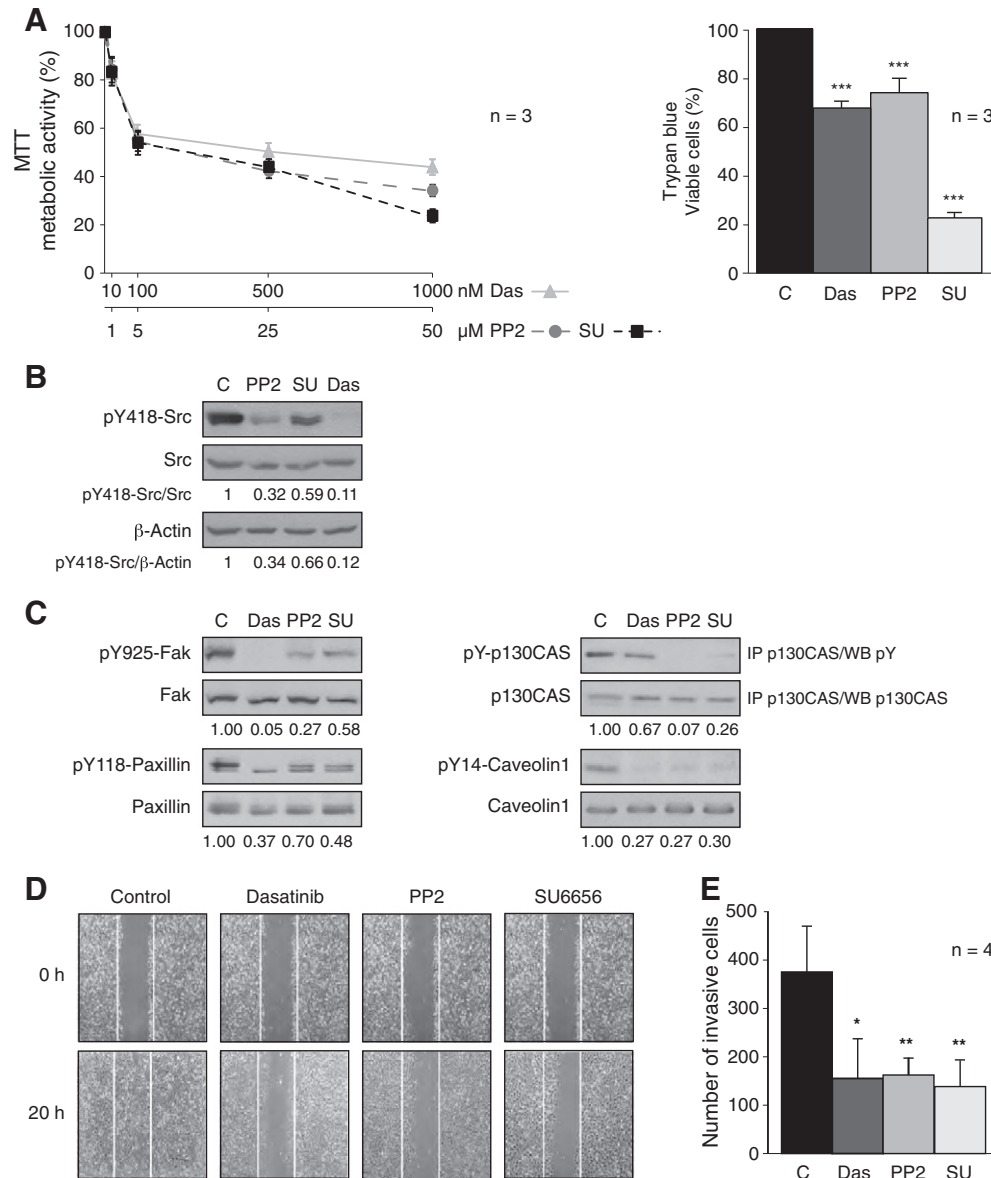 A
MTT
metabolic activity (%)
100
80
60
40
20
0
n = 3
10 100 500 1000 nM Das
1 5 25 50 µM PP2 SU
Trypan blue
Viable cells (%)
100
80
60
40
20
0
***
***
***
n = 3
C Das PP2 SU
B
C PP2 SU Das
pY418-Src
Src
pY418-Src/Src 1 0.32 0.59 0.11
β-Actin
pY418-Src/β-Actin 1 0.34 0.66 0.12
C
C Das PP2 SU
pY925-Fak
Fak
1.00 0.05 0.27 0.58
pY118-Paxillin
Paxillin
1.00 0.37 0.70 0.48
C Das PP2 SU
pY-p130CAS IP p130CAS/WB pY
p130CAS IP p130CAS/WB p130CAS
1.00 0.67 0.07 0.26
pY14-Caveolin1
Caveolin1
1.00 0.27 0.27 0.30
D
Control Dasatinib PP2 SU6656
0 h
20 h
E
Number of invasive cells
500
400
300
200
100
0
*
**
**
n = 4
C Das PP2 SU